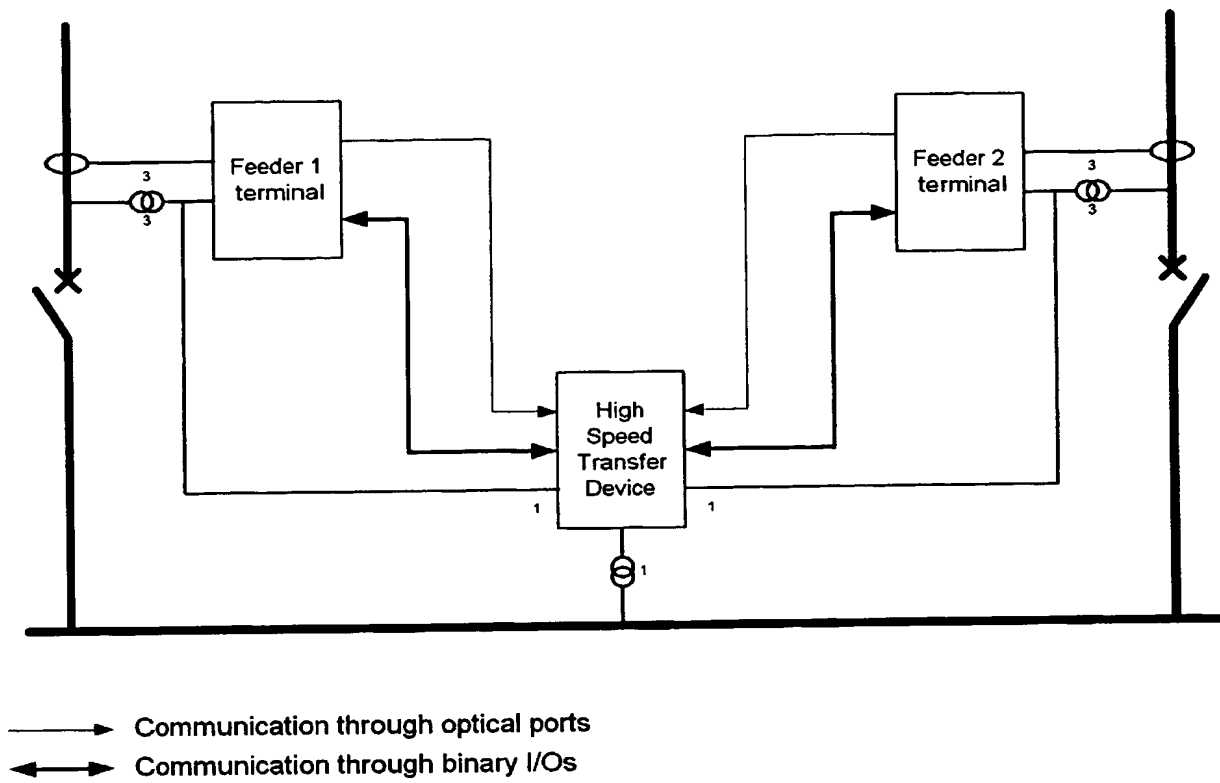 Feeder 1
terminal
3
3
Feeder 2
terminal
3
3
High
Speed
Transfer
Device
1
1
1
Communication through optical ports
Communication through binary I/Os